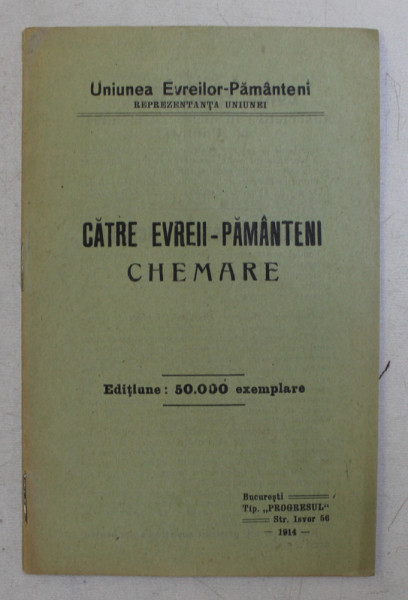 Uniunea Evreilor-Pământeni
REPREZENTANȚA UNIUNEI
CĂTRE EVREII-PĂMÂNTENI
CHEMARE
Edițiune: 50.000 exemplare
București
Tip. „PROGRESUL"
Str. Isvor 56
— 1914 —